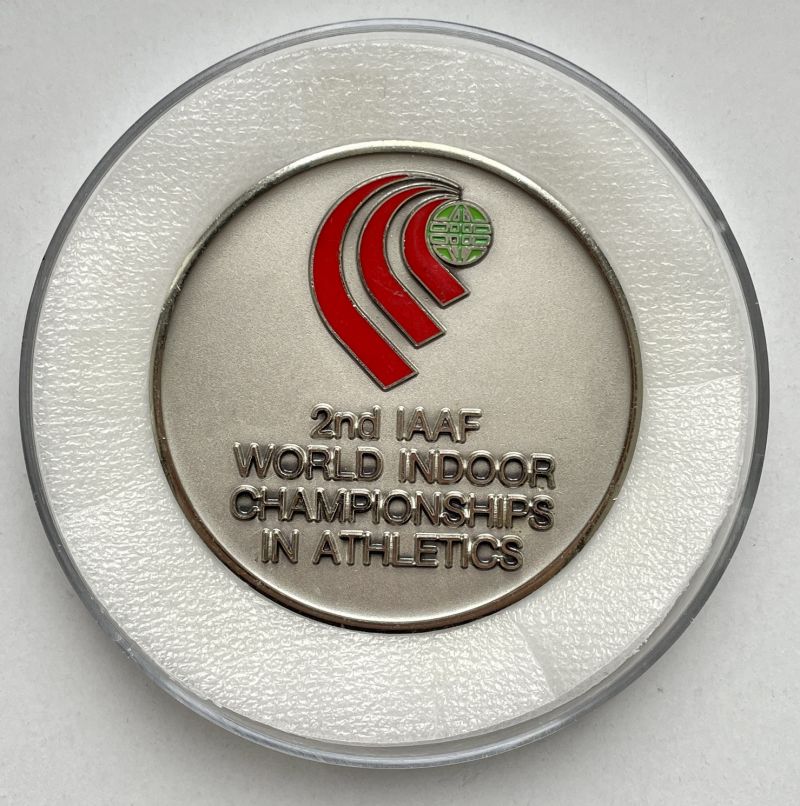 2nd IAAF
WORLD INDOOR
CHAMPIONSHIPS
IN ATHLETICS